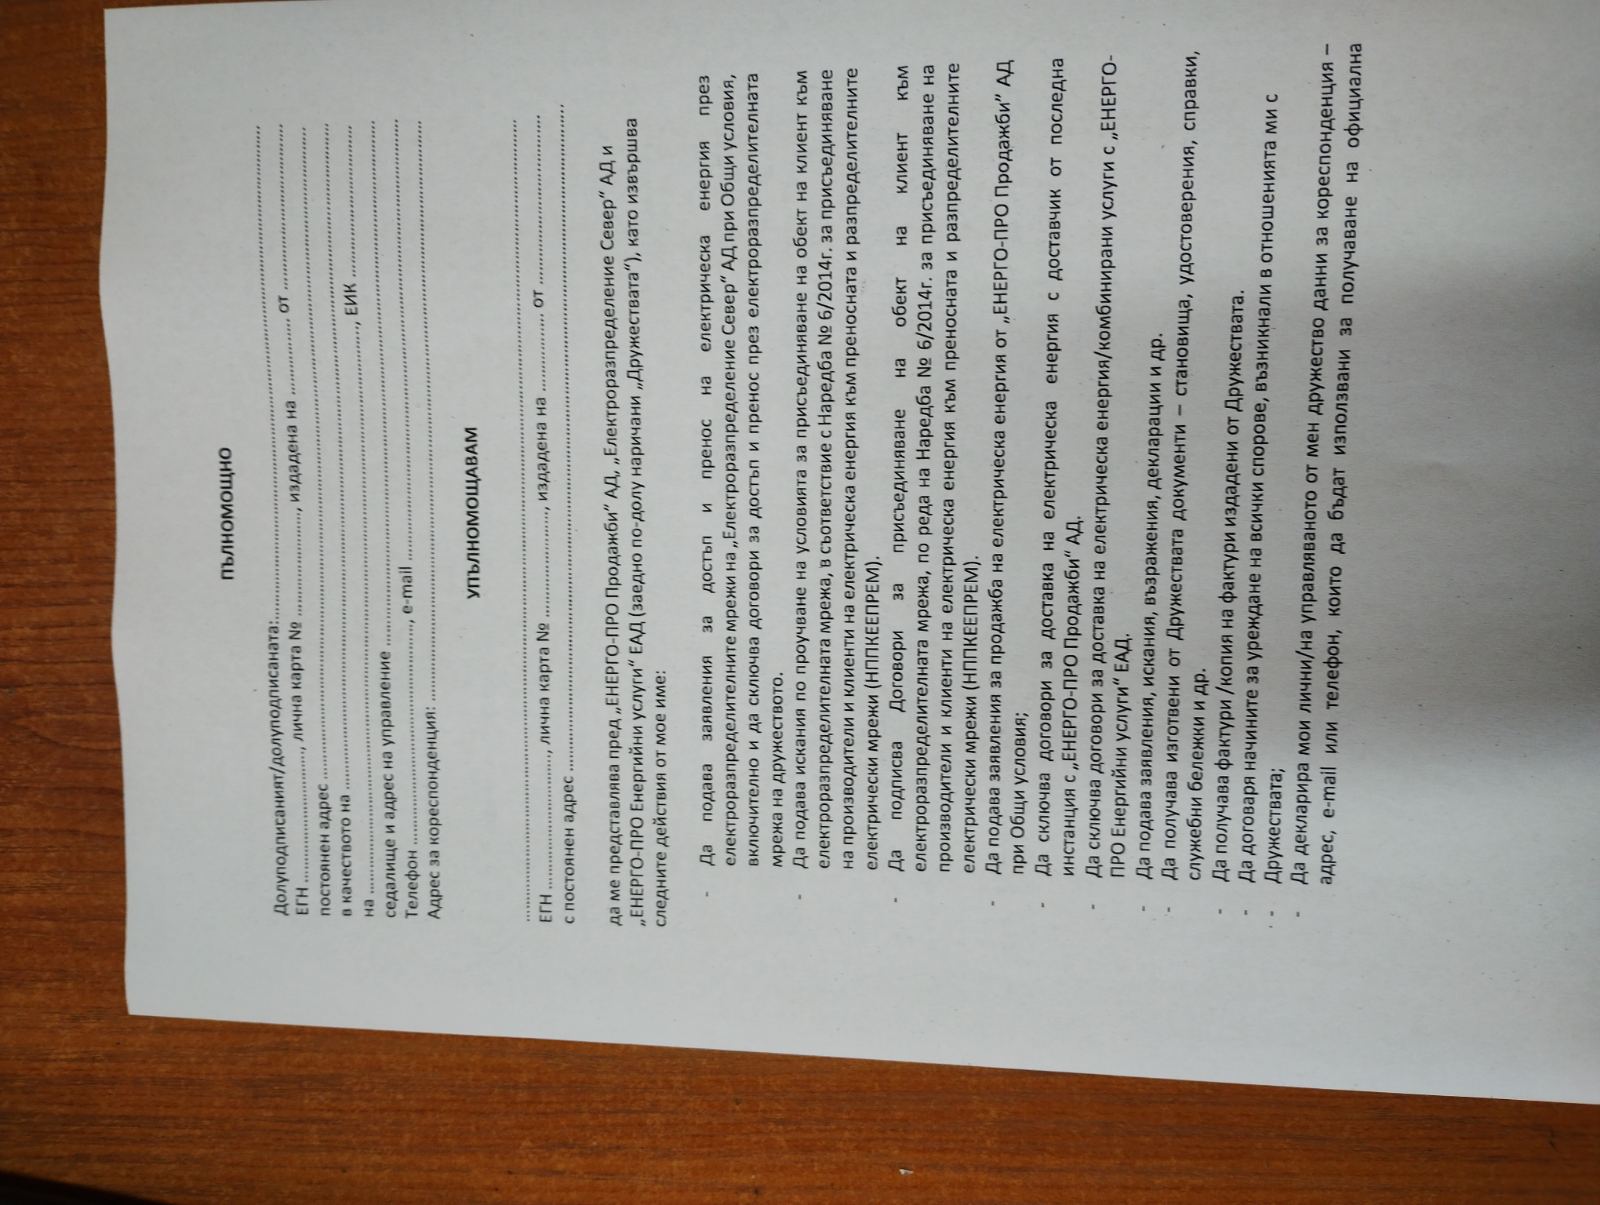 ПЪЛНОМОЩНО
Долуподписаният/долуподписаната:..............................................................................................................
ЕГН ........................, лична карта № ........................, издадена на ................ от ............................
постоянен адрес ..............................................................................................................
в качеството на ............................................................................................................
на ..............................................................................................., ЕИК ............................
седалище и адрес на управление ..............................................................................................................
Телефон ................................................, e-mail ..............................................................................
Адрес за кореспонденция: ..............................................................................................................
УПЪЛНОМОЩАВАМ
..............................................................................................................
ЕГН ........................, лична карта № ........................, издадена на ................ от ............................
с постоянен адрес ..............................................................................................................
да ме представлява пред „ЕНЕРГО-ПРО Продажби“ АД, „Електроразпределение Север“ АД и
„ЕНЕРГО-ПРО Енергийни услуги“ ЕАД (заедно по-долу наричани „Дружествата“), като извършва
следните действия от мое име:
- Да подава заявления за достъп и пренос на електрическа енергия през
електроразпределителните мрежи на „Електроразпределение Север“ АД при Общи условия,
включително и да сключва договори за достъп и пренос през електроразпределителната
мрежа на дружеството.
- Да подава искания по проучване на условията за присъединяване на обект на клиент към
електроразпределителната мрежа, в съответствие с Наредба № 6/2014г. за присъединяване
на производители и клиенти на електрическа енергия към преносната и разпределителните
електрически мрежи (НППКЕЕПРЕМ).
- Да подписва Договори за присъединяване на обект на клиент към
електроразпределителната мрежа, по реда на Наредба № 6/2014г. за присъединяване на
производители и клиенти на електрическа енергия към преносната и разпределителните
електрически мрежи (НППКЕЕПРЕМ).
- Да подава заявления за продажба на електрическа енергия от „ЕНЕРГО-ПРО Продажби“ АД
при Общи условия;
- Да сключва договори за доставка на електрическа енергия с доставчик от последна
инстанция с „ЕНЕРГО-ПРО Продажби“ АД.
- Да сключва договори за доставка на електрическа енергия/комбинирани услуги с „ЕНЕРГО-
ПРО Енергийни услуги“ ЕАД.
- Да подава заявления, искания, възражения, декларации и др.
- Да получава изготвени от Дружествата документи – становища, удостоверения, справки,
служебни бележки и др.
- Да получава фактури /копия на фактури издадени от Дружествата.
- Да договаря начините за уреждане на всички спорове, възникнали в отношенията ми с
- Дружествата;
- Да декларира мои лични/на управляваното от мен дружество данни за кореспонденция –
адрес, e-mail или телефон, които да бъдат използвани за получаване на официална